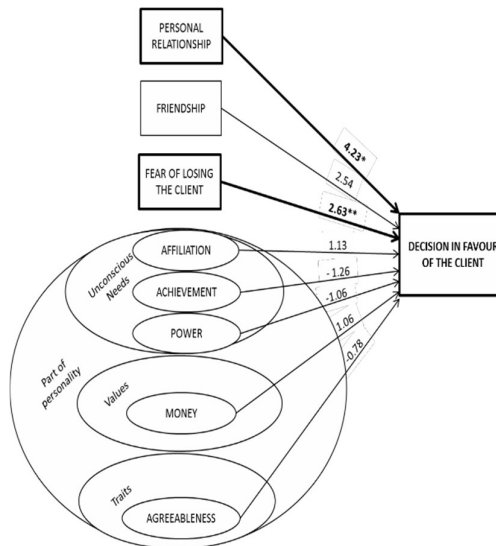 PERSONAL
RELATIONSHIP
FRIENDSHIP
FEAR OF LOSING
THE CLIENT
4.23*
2.54
2.63**
DECISION IN FAVOUR
OF THE CLIENT
Unconscious
Needs
AFFILIATION
1.13
ACHIEVEMENT
- 1.26
POWER
-1.06
1.06
-0.78
Part of
personality
Values
MONEY
Traits
AGREEABLENESS